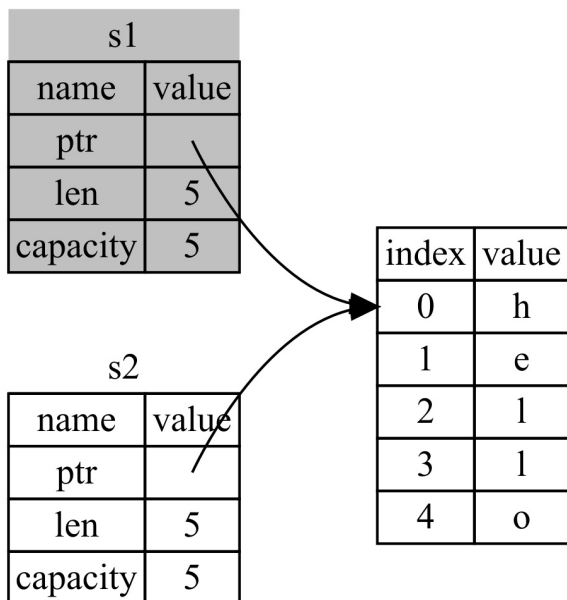 s1
name value
ptr
len 5
capacity 5
s2
name value
ptr
len 5
capacity 5
index value
0 h
1 e
2 l
3 l
4 o